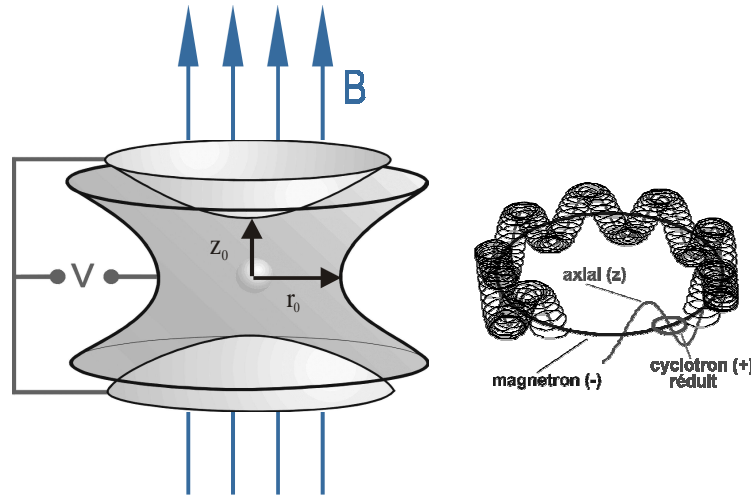 B
z₀
V
r₀
axial (z)
cyclotron (+)
réduit
magnetron (-)